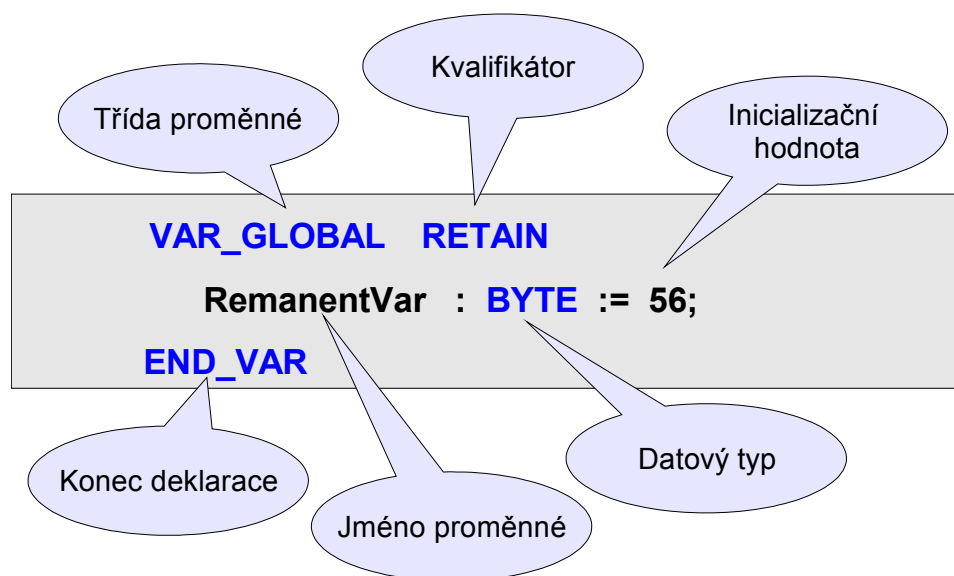 Kvalifikátor
Třída proměnné
Inicializační
hodnota
VAR_GLOBAL RETAIN
RemanentVar : BYTE := 56;
END_VAR
Datový typ
Konec deklarace
Jméno proměnné